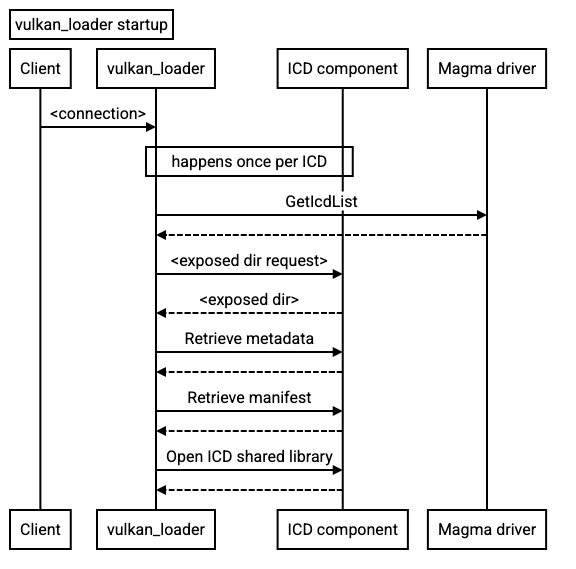 vulkan_loader startup
Client
vulkan_loader
ICD component
Magma driver
<connection>
happens once per ICD
GetIcdList
<exposed dir request>
<exposed dir>
Retrieve metadata
Retrieve manifest
Open ICD shared library
Client
vulkan_loader
ICD component
Magma driver